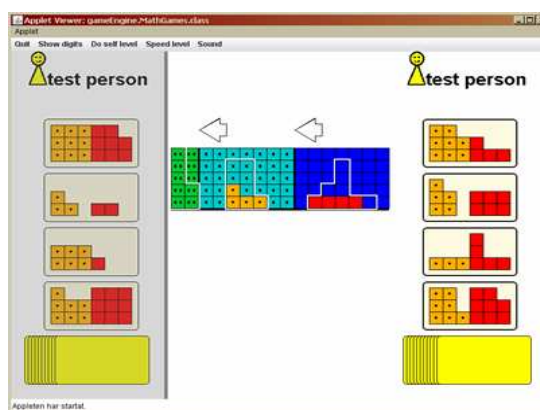 Applet Viewer: gameEngine.MathGames.class
Applet
Quit Show digits Do self level Speed level Sound
test person
test person
Appleten har startat.